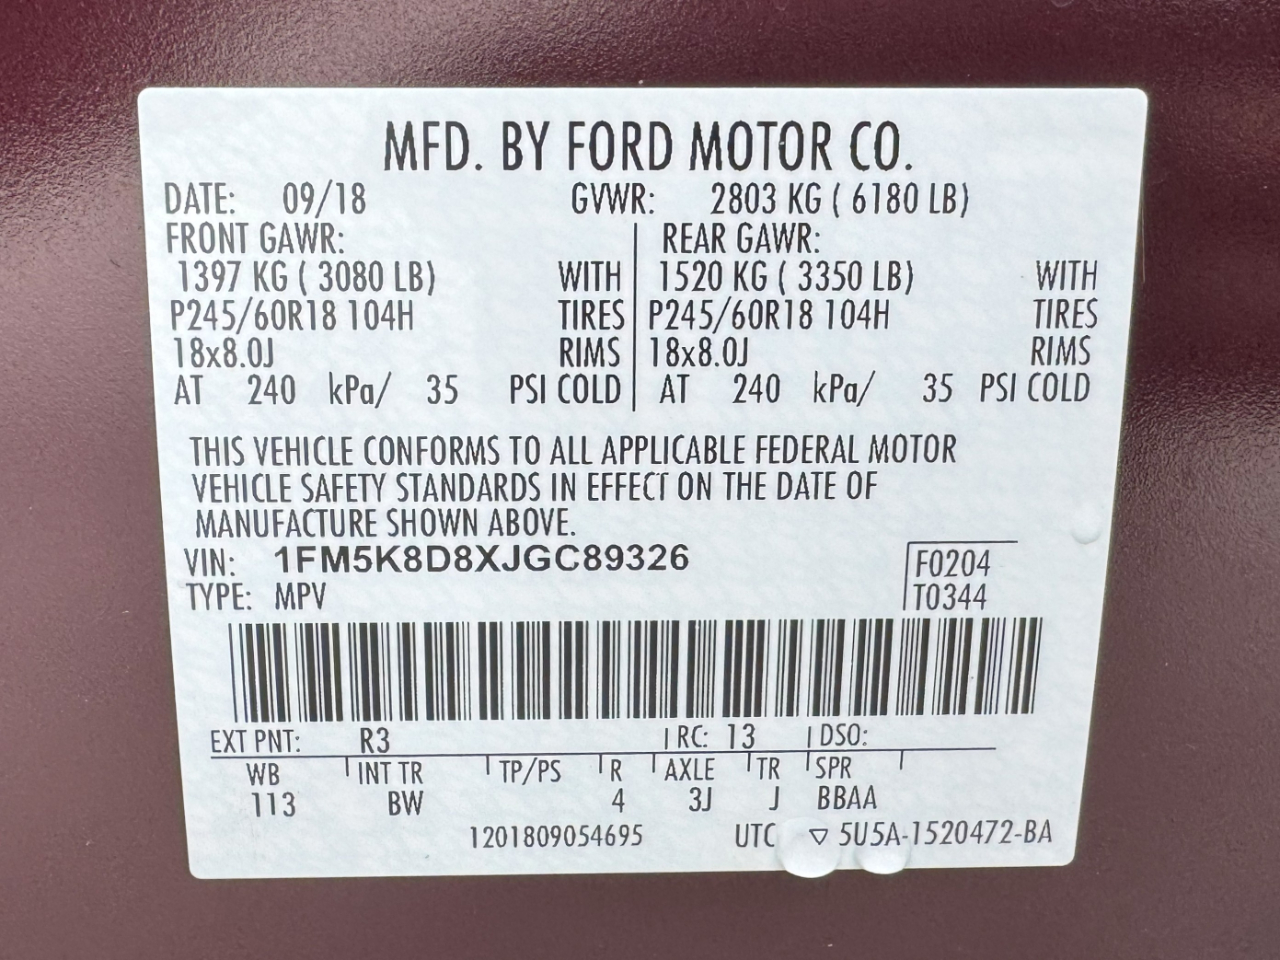 MFD. BY FORD MOTOR CO.
DATE: 09/18 GVWR: 2803 KG ( 6180 LB)
FRONT GAWR: REAR GAWR:
1397 KG ( 3080 LB) WITH 1520 KG ( 3350 LB) WITH
P245/60R18 104H TIRES P245/60R18 104H TIRES
18x8.0J RIMS 18x8.0J RIMS
AT 240 kPa/ 35 PSI COLD AT 240 kPa/ 35 PSI COLD
THIS VEHICLE CONFORMS TO ALL APPLICABLE FEDERAL MOTOR
VEHICLE SAFETY STANDARDS IN EFFECT ON THE DATE OF
MANUFACTURE SHOWN ABOVE.
VIN: 1FM5K8D8XJGC89326 F0204
TYPE: MPV T0344
EXT PNT: R3 RC: 13 DSO:
WB INT TR TP/PS R AXLE TR SPR
113 BW 4 3J J BBAA
1201809054695 UTC ▽ 5U5A-1520472-BA